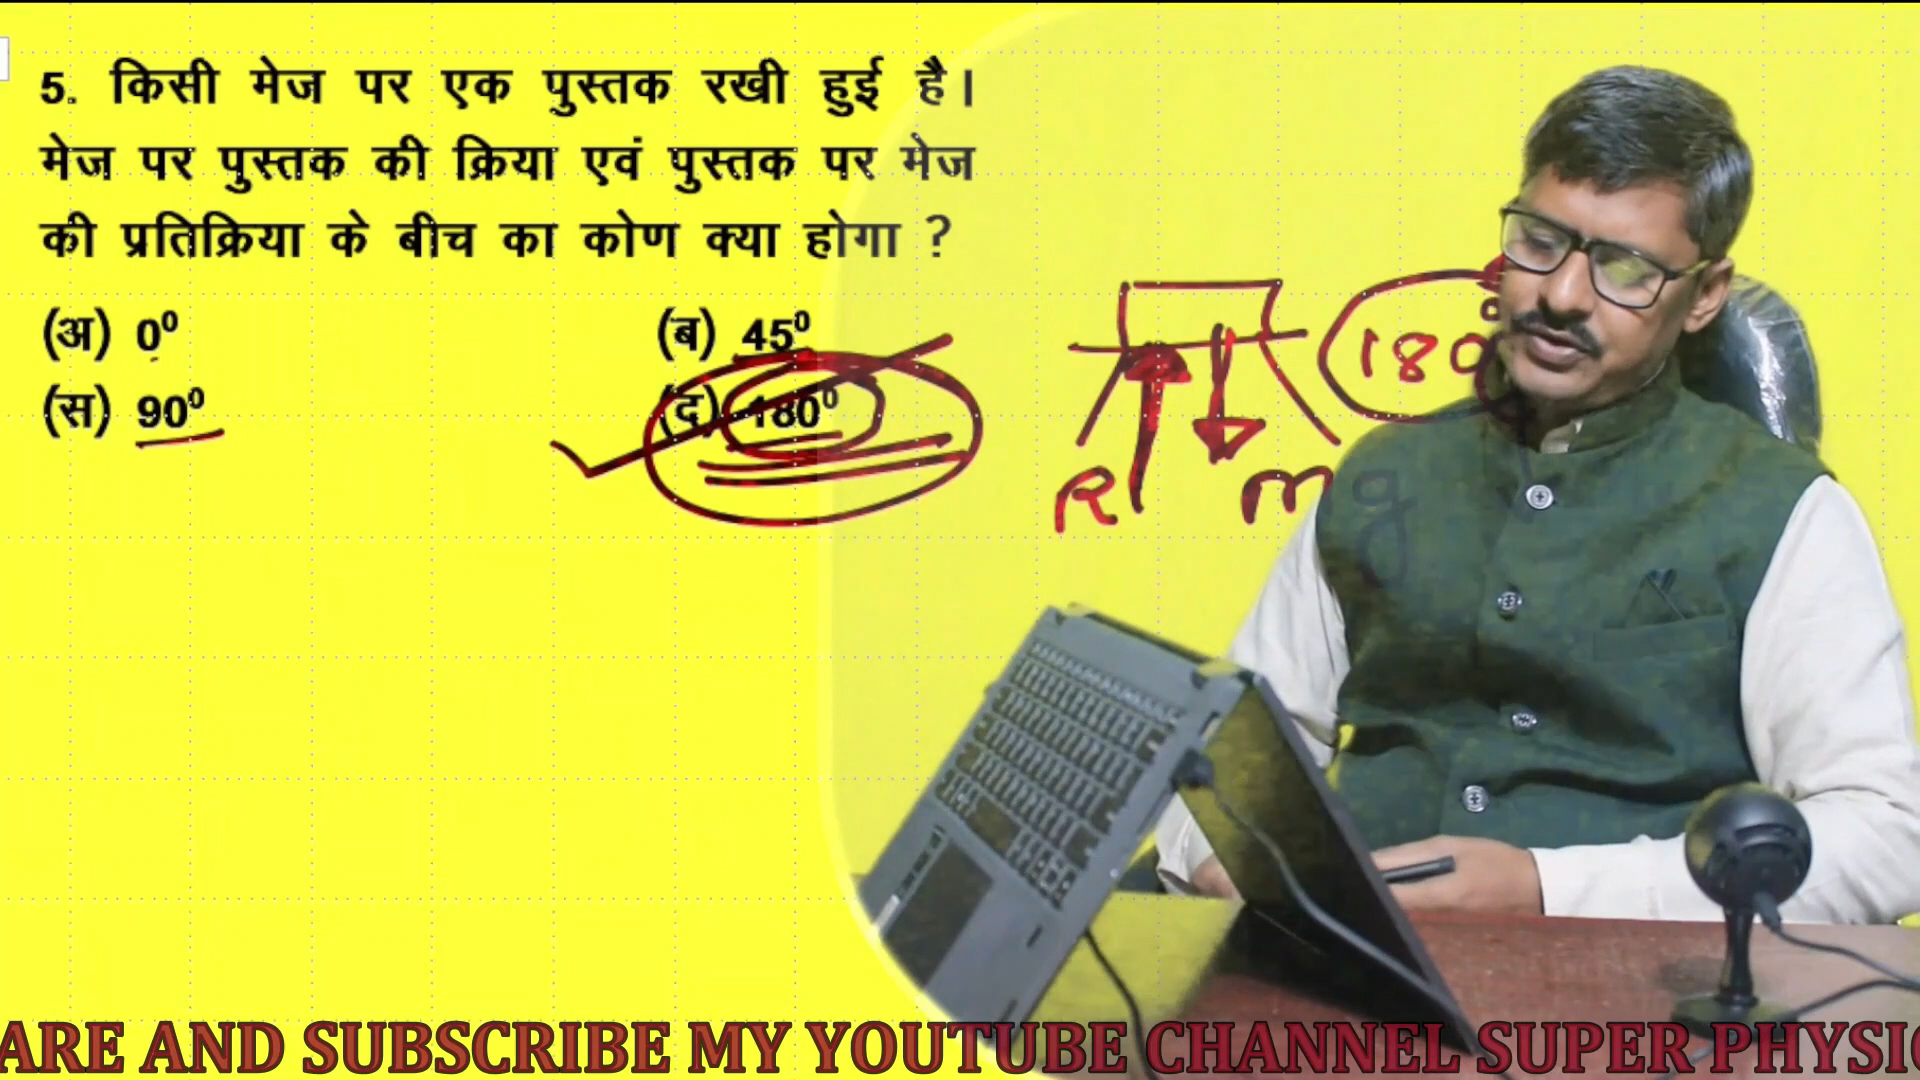 5. किसी मेज पर एक पुस्तक रखी हुई है।
मेज पर पुस्तक की क्रिया एवं पुस्तक पर मेज
की प्रतिक्रिया के बीच का कोण क्या होगा ?
(अ) 0⁰ (ब) 45⁰
(स) 90⁰ (द) 180⁰
180⁰
R mg
ARE AND SUBSCRIBE MY YOUTUBE CHANNEL SUPER PHYSIC